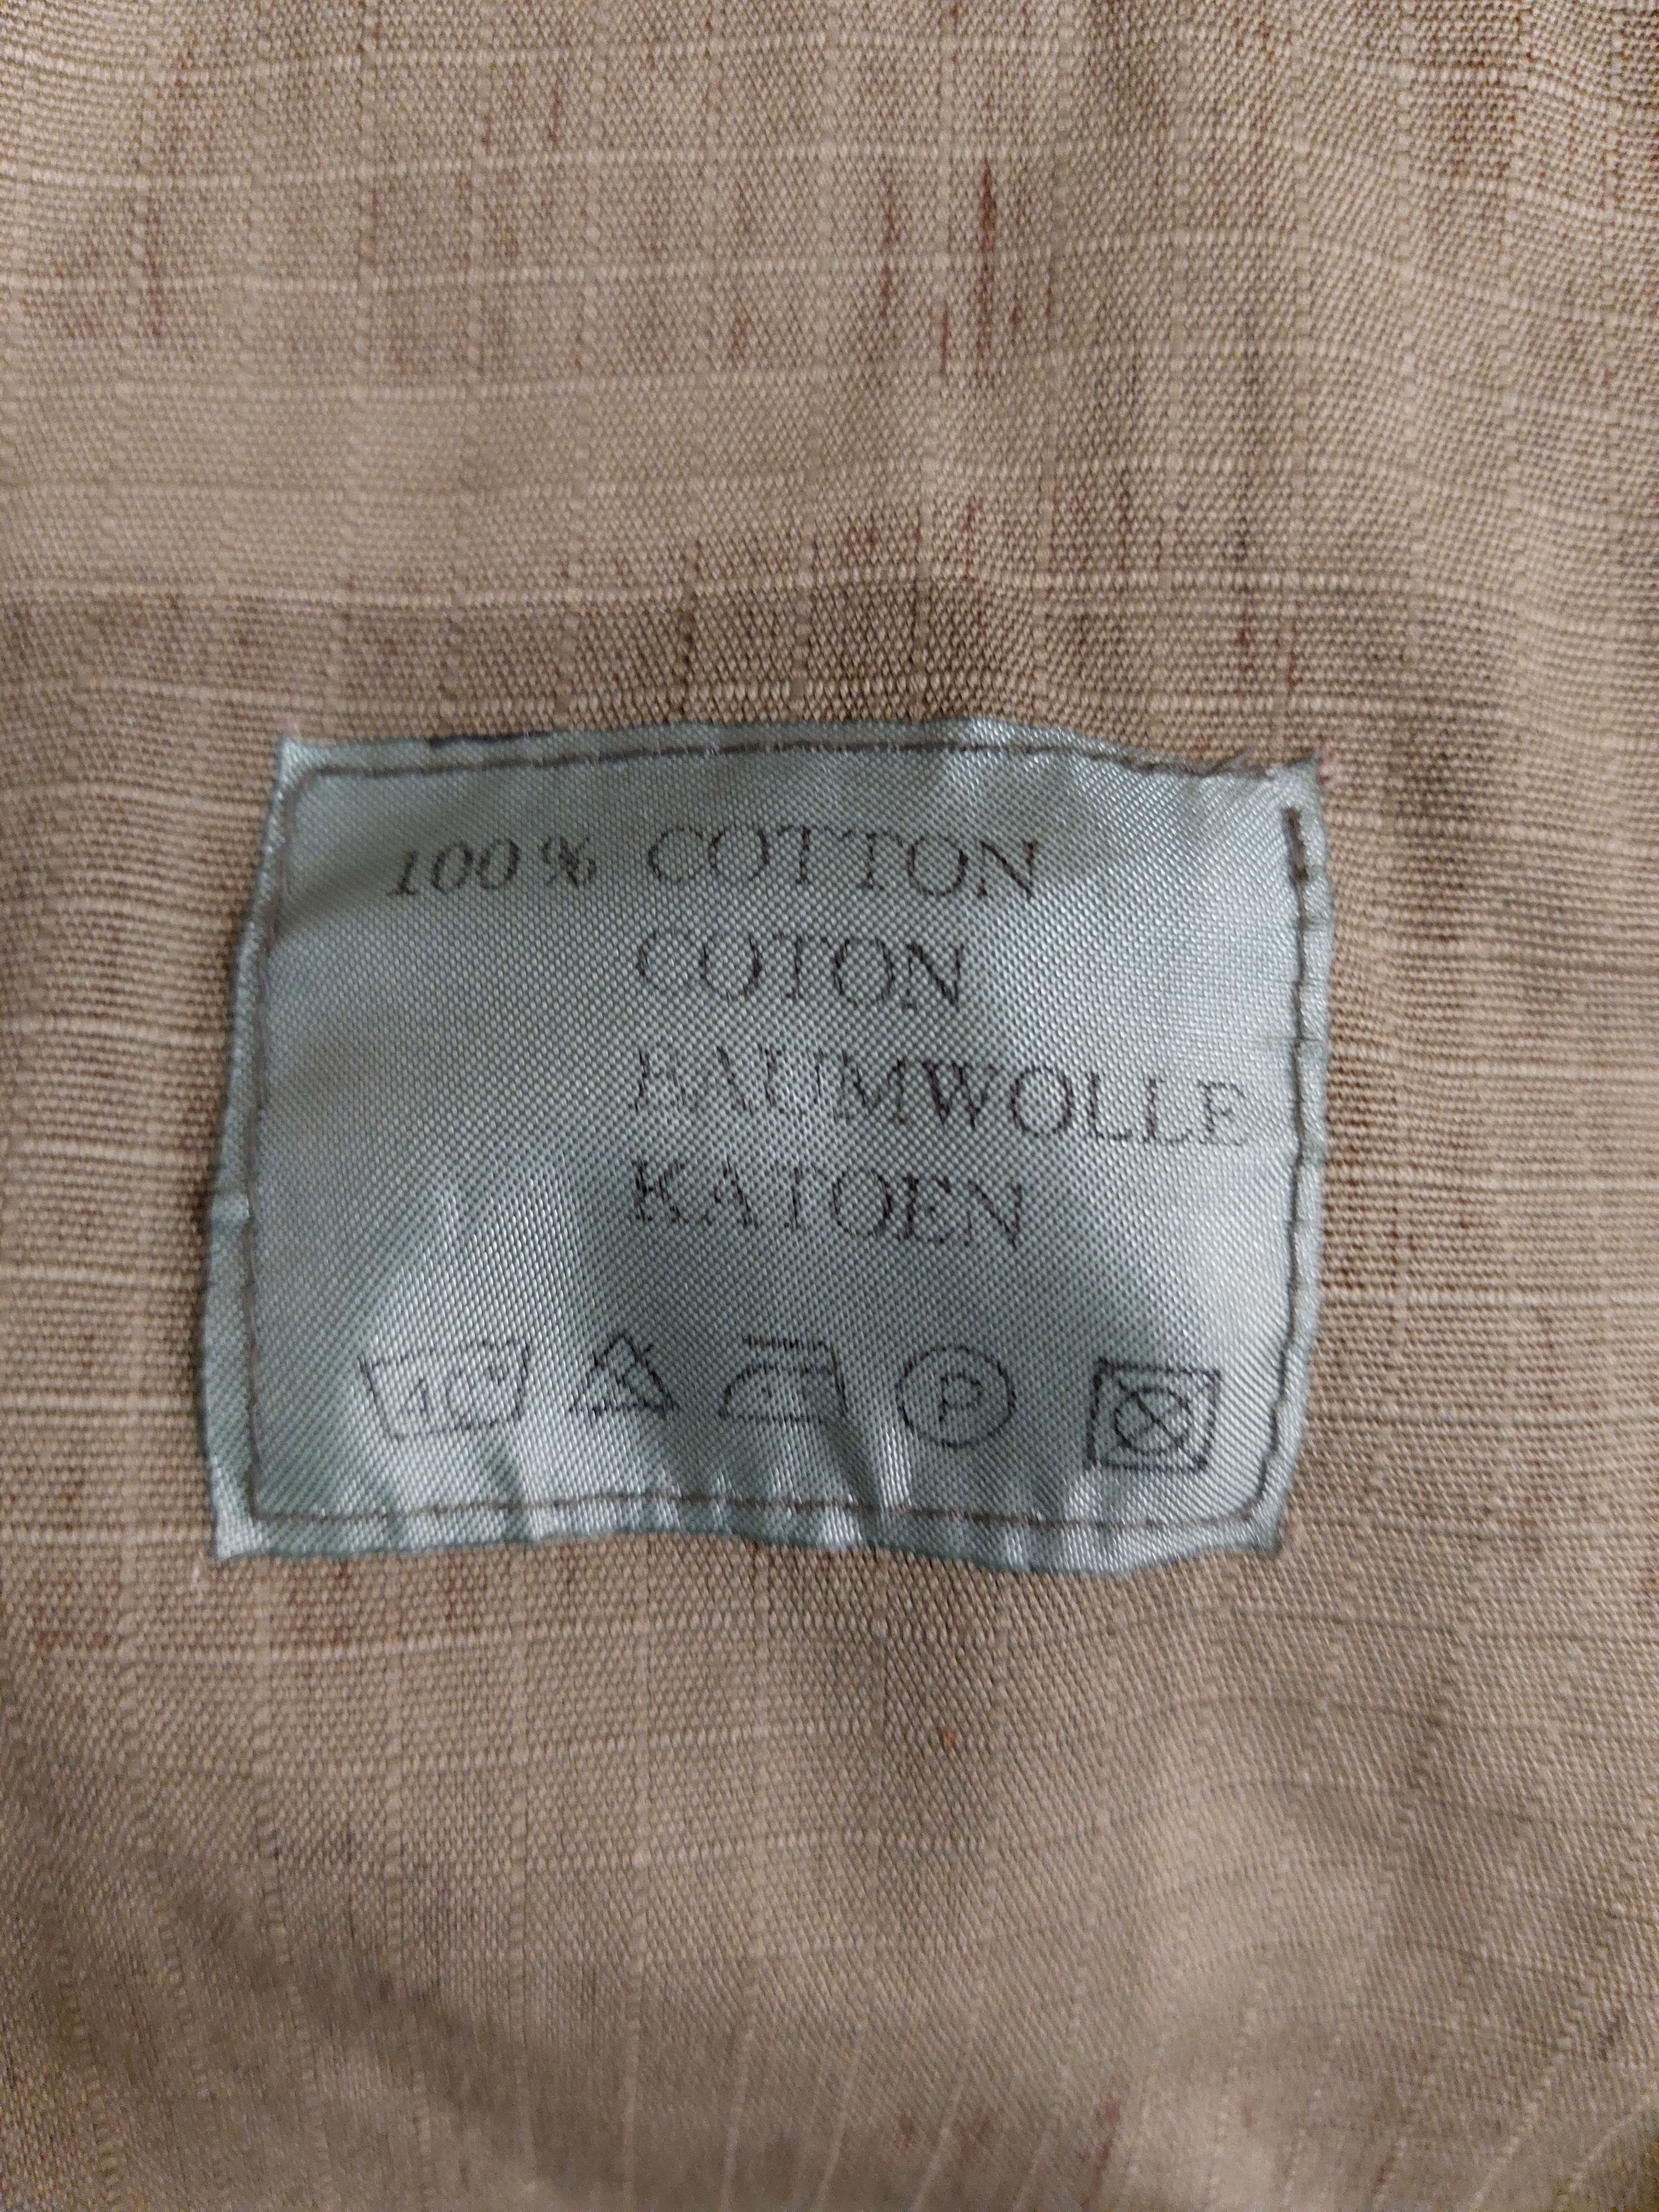 100% COTTON
COTON
BAUMWOLLE
KATOEN
40° P